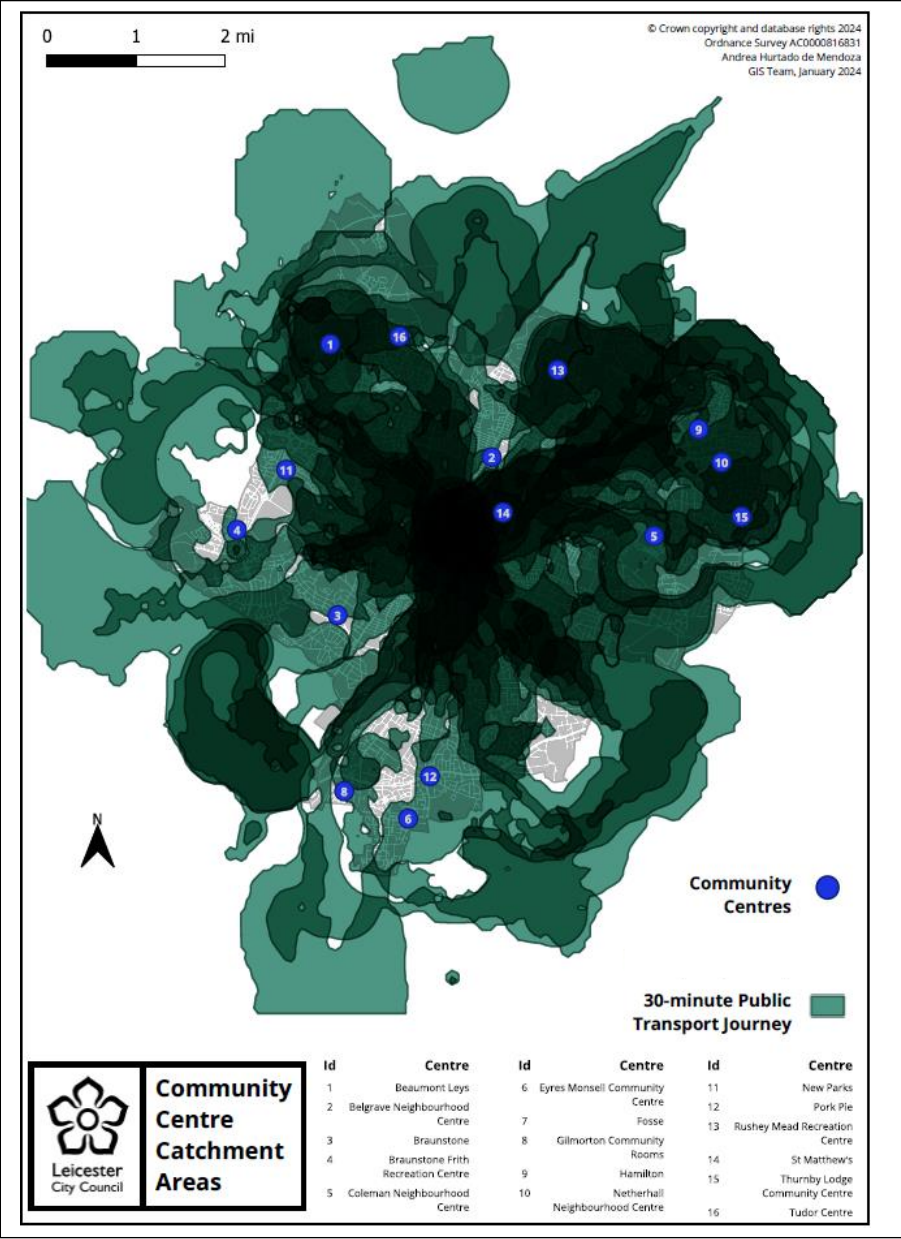 0 1 2 mi
© Crown copyright and database rights 2024
Ordnance Survey AC0000816831
Andrea Hurtado de Mendoza
GIS Team, January 2024
1
16
13
9
2
10
11
14
15
4
5
3
12
8
6
N
Community
Centres
30-minute Public
Transport Journey
Leicester
City Council
Community
Centre
Catchment
Areas
Id Centre
1 Beaumont Leys
2 Belgrave Neighbourhood
Centre
3 Braunstone
4 Braunstone Frith
Recreation Centre
5 Coleman Neighbourhood
Centre
Id Centre
6 Eyres Monsell Community
Centre
7 Fosse
8 Gilmorton Community
Rooms
9 Hamilton
10 Netherhall
Neighbourhood Centre
Id Centre
11 New Parks
12 Pork Pie
13 Rushey Mead Recreation
Centre
14 St Matthew's
15 Thurnby Lodge
Community Centre
16 Tudor Centre